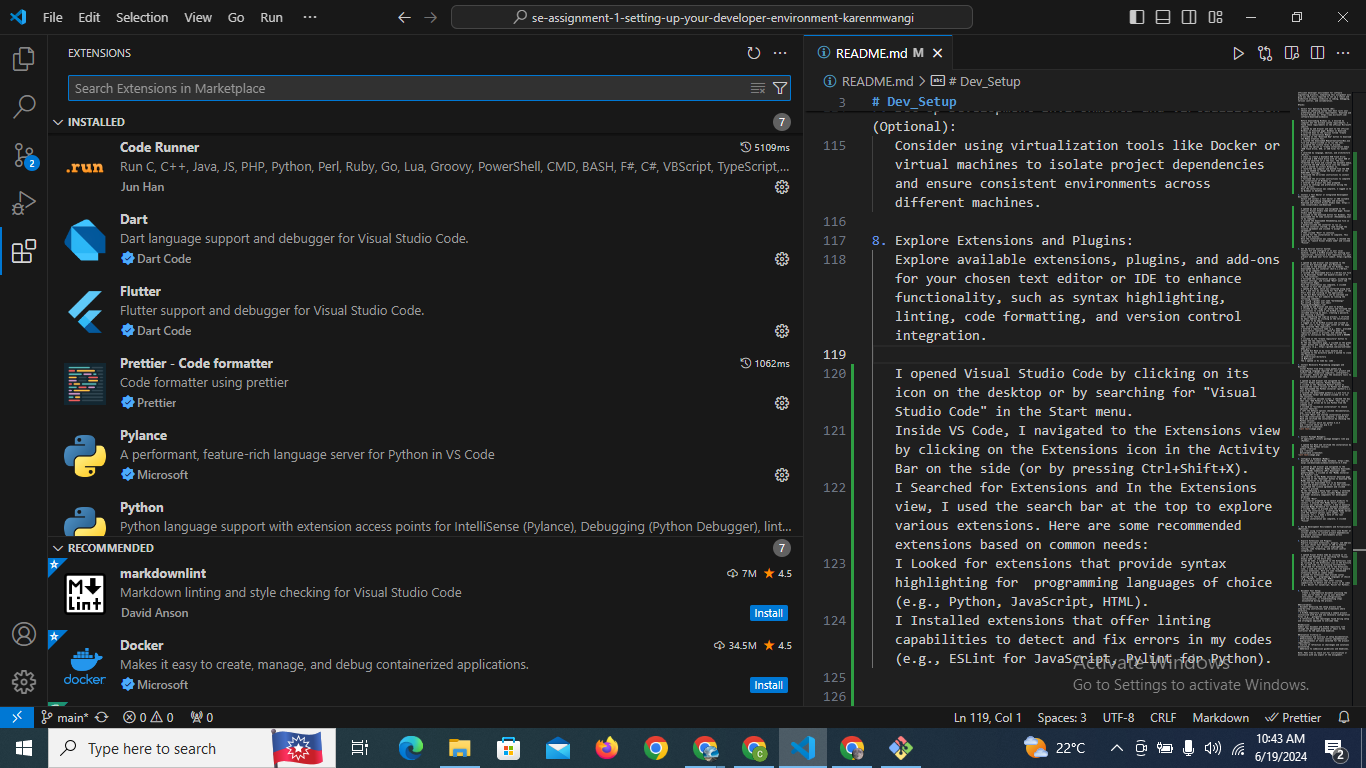 File Edit Selection View Go Run ···
se-assignment-1-setting-up-your-developer-environment-karenmwangi
EXTENSIONS
Search Extensions in Marketplace
INSTALLED 7
Code Runner 5109ms
Run C, C++, Java, JS, PHP, Python, Perl, Ruby, Go, Lua, Groovy, PowerShell, CMD, BASH, F#, C#, VBScript, TypeScript,...
Jun Han
.run
Dart
Dart language support and debugger for Visual Studio Code.
Dart Code
Flutter
Flutter support and debugger for Visual Studio Code.
Dart Code
Prettier - Code formatter 1062ms
Code formatter using prettier
Prettier
Pylance
A performant, feature-rich language server for Python in VS Code
Microsoft
Python
Python language support with extension access points for IntelliSense (Pylance), Debugging (Python Debugger), lint...
RECOMMENDED 7
markdownlint 7M 4.5
Markdown linting and style checking for Visual Studio Code
David Anson Install
M Lint
Docker 34.5M 4.5
Makes it easy to create, manage, and debug containerized applications.
docker
Microsoft Install
2
README.md M
README.md > # Dev_Setup
3 # Dev_Setup
(Optional):
115 Consider using virtualization tools like Docker or
virtual machines to isolate project dependencies
and ensure consistent environments across
different machines.
116
117 8. Explore Extensions and Plugins:
118 Explore available extensions, plugins, and add-ons
for your chosen text editor or IDE to enhance
functionality, such as syntax highlighting,
linting, code formatting, and version control
integration.
119
120 I opened Visual Studio Code by clicking on its
icon on the desktop or by searching for "Visual
Studio Code" in the Start menu.
121 Inside VS Code, I navigated to the Extensions view
by clicking on the Extensions icon in the Activity
Bar on the side (or by pressing Ctrl+Shift+X).
122 I Searched for Extensions and In the Extensions
view, I used the search bar at the top to explore
various extensions. Here are some recommended
extensions based on common needs:
123 I Looked for extensions that provide syntax
highlighting for  programming languages of choice
(e.g., Python, JavaScript, HTML).
124 I Installed extensions that offer linting
capabilities to detect and fix errors in my codes
(e.g., ESLint for JavaScript, Pylint for Python).
125
126
Activate Windows
Go to Settings to activate Windows.
main* 0 0 0
Ln 119, Col 1 Spaces: 3 UTF-8 CRLF Markdown Prettier
Type here to search
22°C
10:43 AM
6/19/2024
2